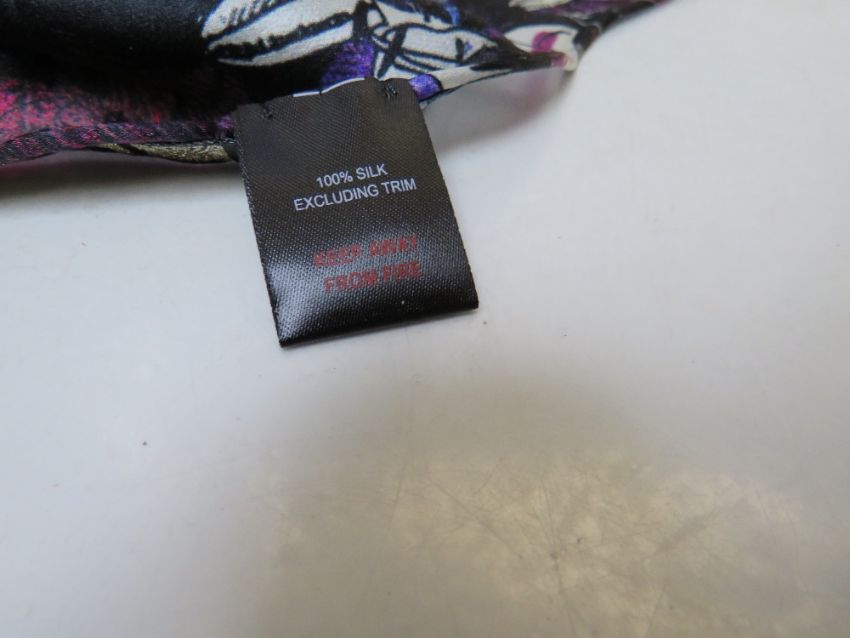 100% SILK
EXCLUDING TRIM
KEEP AWAY
FROM FIRE